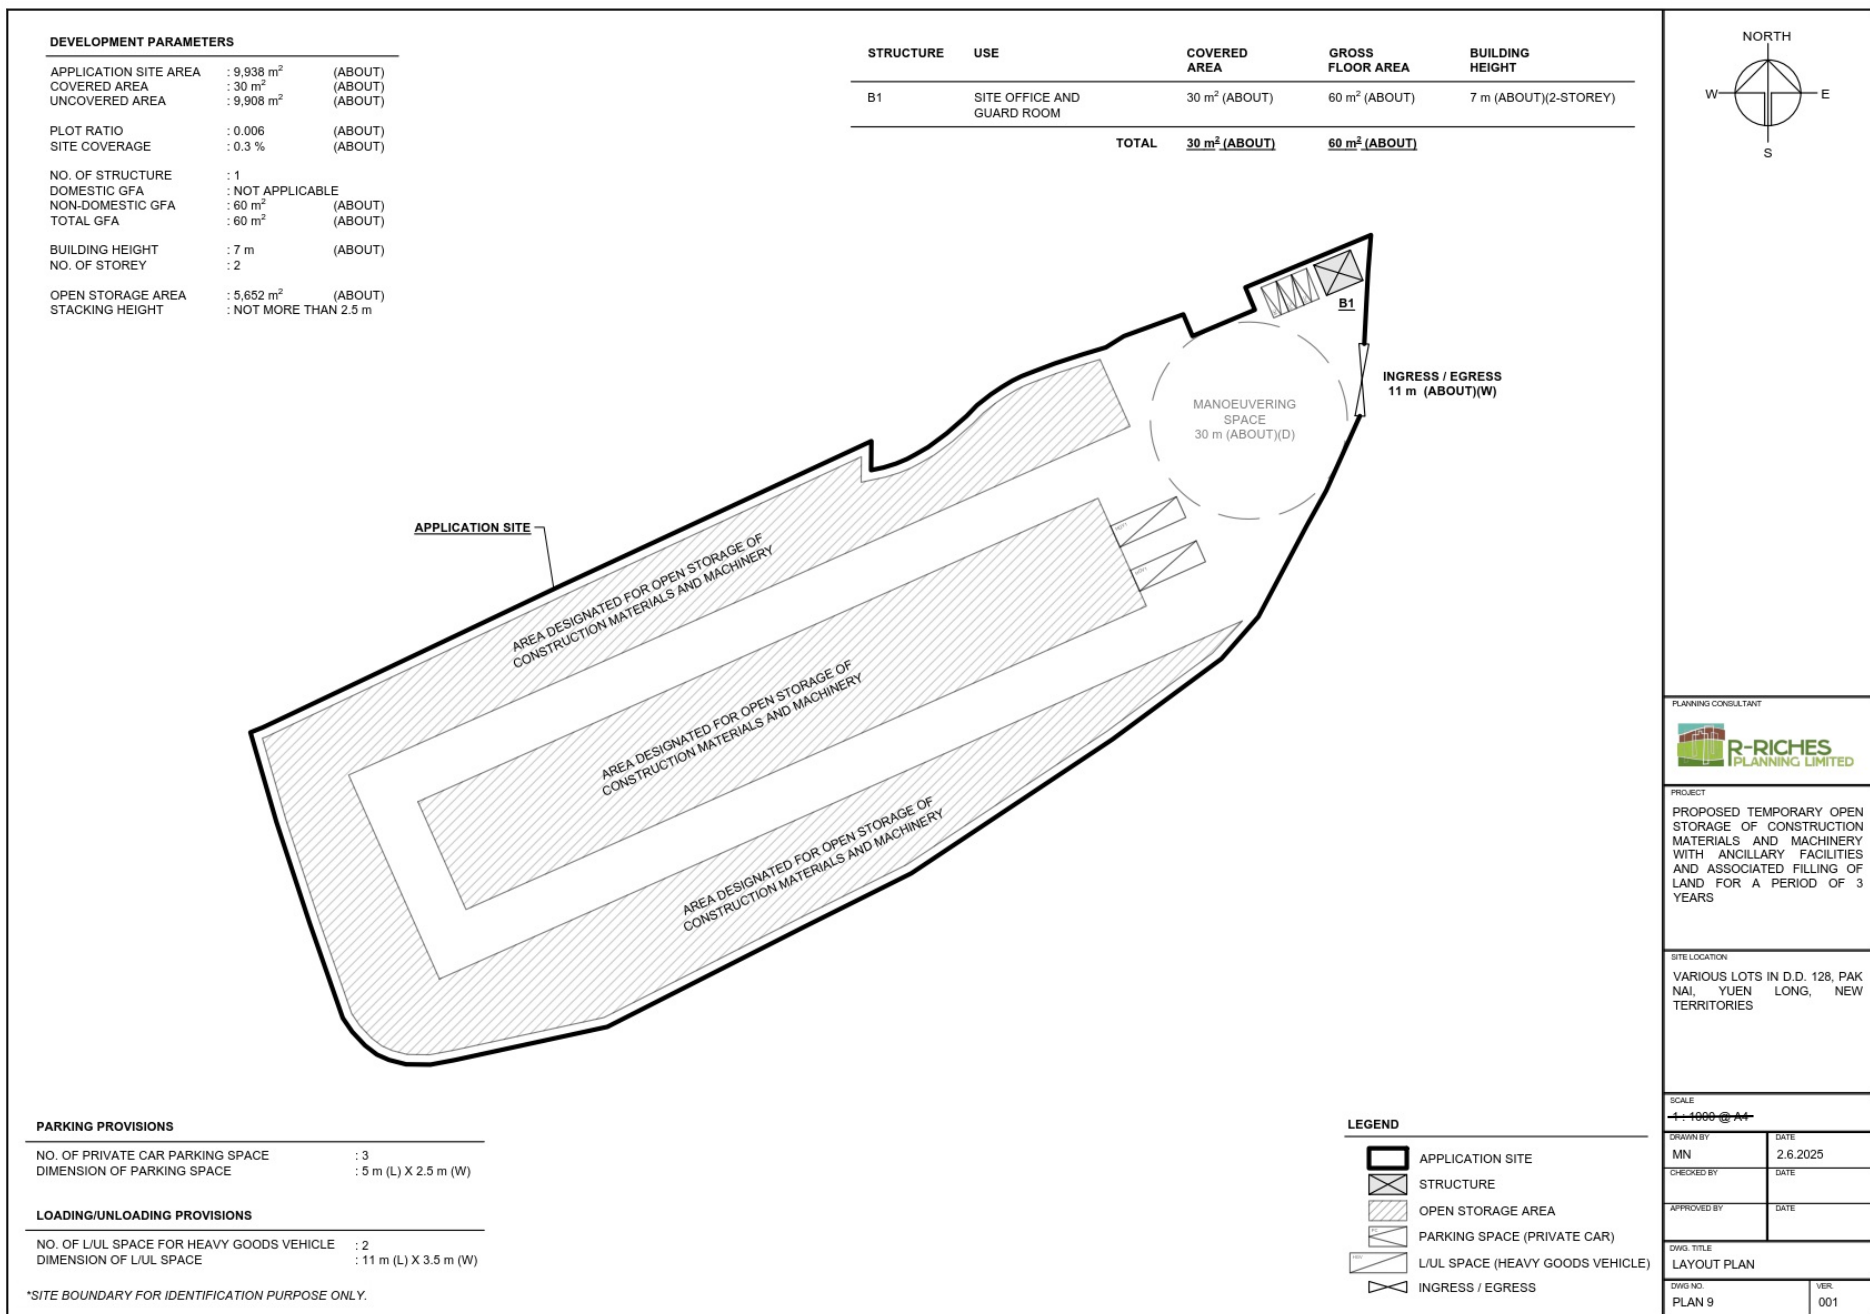 DEVELOPMENT PARAMETERS
APPLICATION SITE AREA : 9,938 m² (ABOUT)
COVERED AREA : 30 m² (ABOUT)
UNCOVERED AREA : 9,908 m² (ABOUT)
PLOT RATIO : 0.006 (ABOUT)
SITE COVERAGE : 0.3 % (ABOUT)
NO. OF STRUCTURE : 1
DOMESTIC GFA : NOT APPLICABLE
NON-DOMESTIC GFA : 60 m² (ABOUT)
TOTAL GFA : 60 m² (ABOUT)
BUILDING HEIGHT : 7 m (ABOUT)
NO. OF STOREY : 2
OPEN STORAGE AREA : 5,652 m² (ABOUT)
STACKING HEIGHT : NOT MORE THAN 2.5 m
STRUCTURE USE COVERED AREA GROSS FLOOR AREA BUILDING HEIGHT
B1 SITE OFFICE AND GUARD ROOM 30 m² (ABOUT) 60 m² (ABOUT) 7 m (ABOUT)(2-STOREY)
TOTAL 30 m² (ABOUT) 60 m² (ABOUT)
NORTH
W E
S
B1
INGRESS / EGRESS
11 m (ABOUT)(W)
MANOEUVERING
SPACE
30 m (ABOUT)(D)
APPLICATION SITE
AREA DESIGNATED FOR OPEN STORAGE OF
CONSTRUCTION MATERIALS AND MACHINERY
AREA DESIGNATED FOR OPEN STORAGE OF
CONSTRUCTION MATERIALS AND MACHINERY
AREA DESIGNATED FOR OPEN STORAGE OF
CONSTRUCTION MATERIALS AND MACHINERY
PARKING PROVISIONS
NO. OF PRIVATE CAR PARKING SPACE : 3
DIMENSION OF PARKING SPACE : 5 m (L) X 2.5 m (W)
LOADING/UNLOADING PROVISIONS
NO. OF L/UL SPACE FOR HEAVY GOODS VEHICLE : 2
DIMENSION OF L/UL SPACE : 11 m (L) X 3.5 m (W)
*SITE BOUNDARY FOR IDENTIFICATION PURPOSE ONLY.
LEGEND
APPLICATION SITE
STRUCTURE
OPEN STORAGE AREA
PARKING SPACE (PRIVATE CAR)
L/UL SPACE (HEAVY GOODS VEHICLE)
INGRESS / EGRESS
PLANNING CONSULTANT
R-RICHES
PLANNING LIMITED
PROJECT
PROPOSED TEMPORARY OPEN
STORAGE OF CONSTRUCTION
MATERIALS AND MACHINERY
WITH ANCILLARY FACILITIES
AND ASSOCIATED FILLING OF
LAND FOR A PERIOD OF 3
YEARS
SITE LOCATION
VARIOUS LOTS IN D.D. 128, PAK
NAI, YUEN LONG, NEW
TERRITORIES
SCALE
1 : 1000 @ A4
DRAWN BY DATE
MN 2.6.2025
CHECKED BY DATE
APPROVED BY DATE
DWG. TITLE
LAYOUT PLAN
DWG NO. VER.
PLAN 9 001